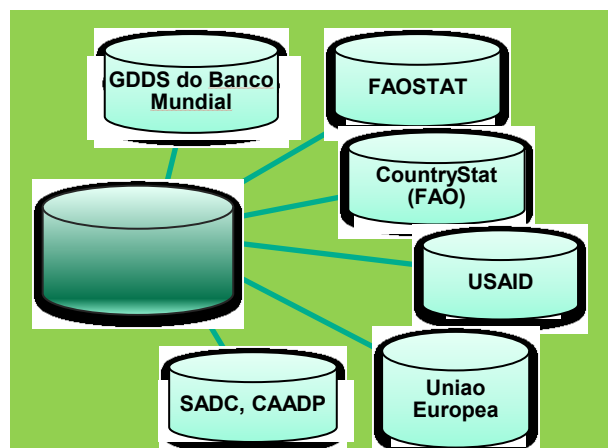 GDDS do Banco
Mundial
FAOSTAT
CountryStat
(FAO)
USAID
Uniao
Europea
SADC, CAADP